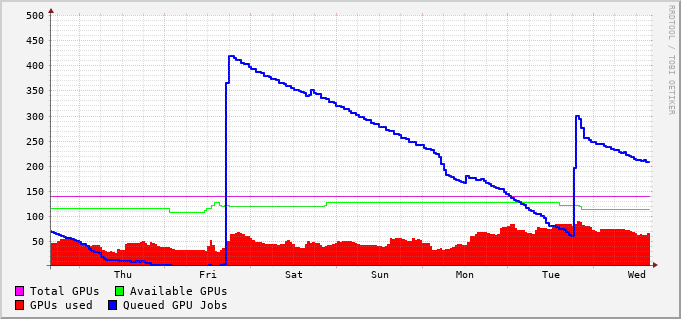 500
450
400
350
300
250
200
150
100
50
Thu Fri Sat Sun Mon Tue Wed
Total GPUs Available GPUs
GPUs used Queued GPU Jobs
RRDTOOL / TOBI OETIKER